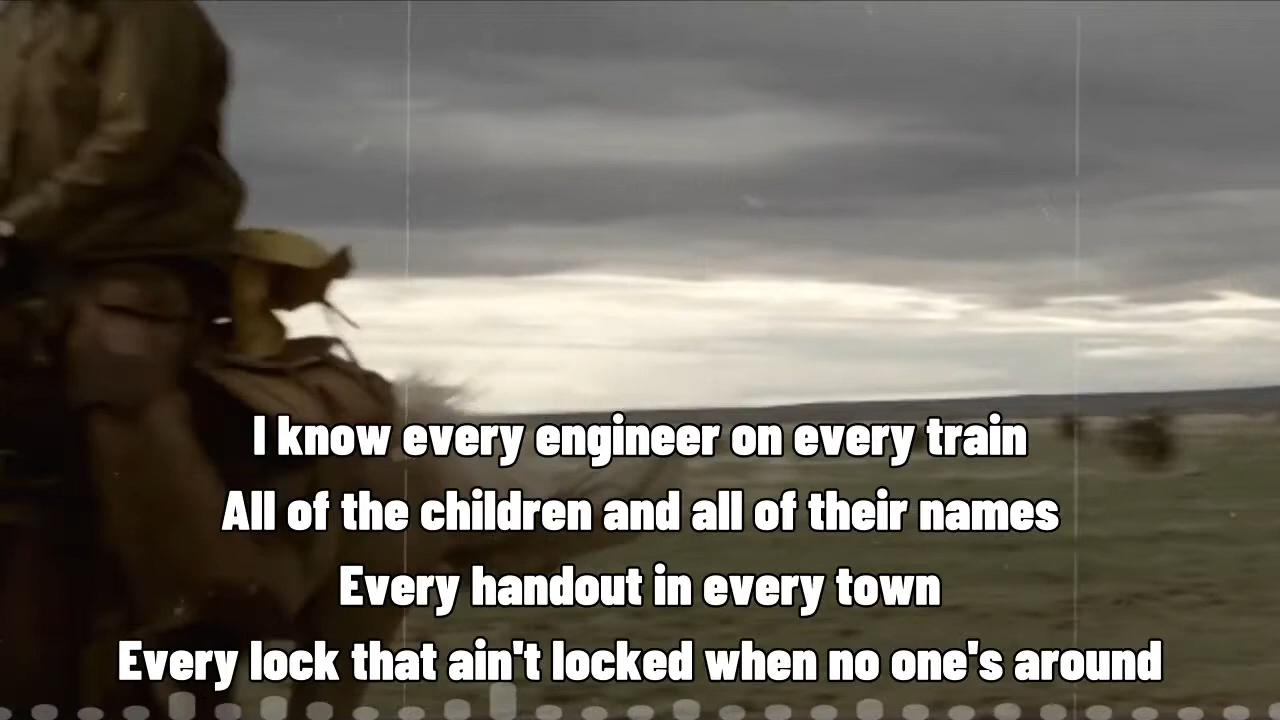 I know every engineer on every train
All of the children and all of their names
Every handout in every town
Every lock that ain't locked when no one's around